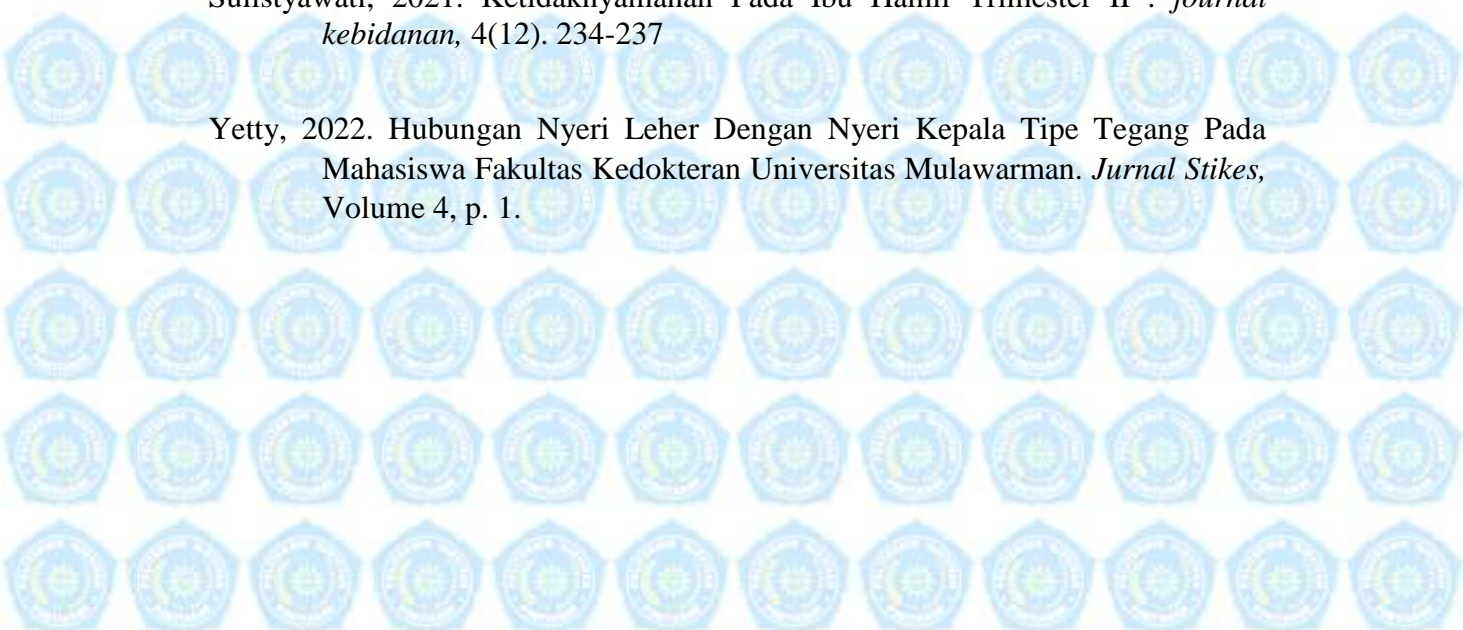 Sulistyawati, 2021. Ketidaknyamanan Pada Ibu Hamil Trimester II . journal
kebidanan, 4(12). 234-237
Yetty, 2022. Hubungan Nyeri Leher Dengan Nyeri Kepala Tipe Tegang Pada
Mahasiswa Fakultas Kedokteran Universitas Mulawarman. Jurnal Stikes,
Volume 4, p. 1.